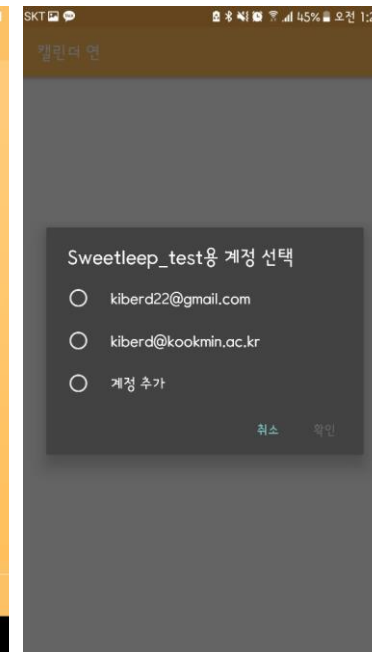 SKT 45% 오전 1:2
캘린더 연
Sweetleep_test용 계정 선택
kiberd22@gmail.com
kiberd@kookmin.ac.kr
계정 추가
취소 확인